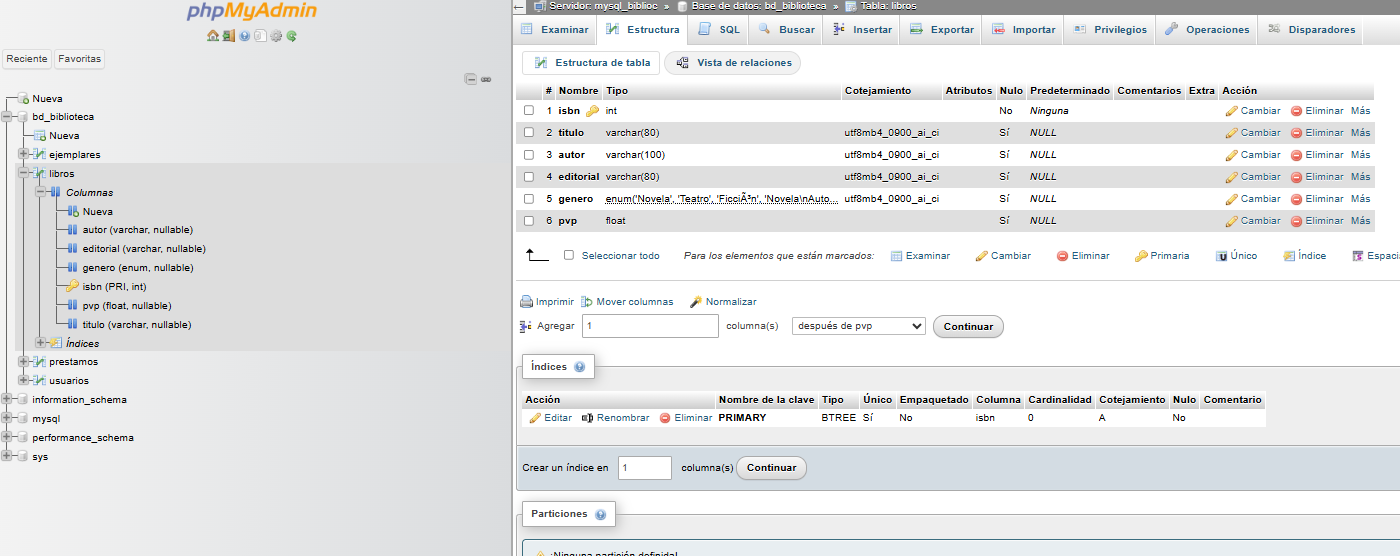 phpMyAdmin
Reciente Favoritas
Nueva
bd_biblioteca
Nueva
ejemplares
libros
Columnas
Nueva
autor (varchar, nullable)
editorial (varchar, nullable)
genero (enum, nullable)
isbn (PRI, int)
pvp (float, nullable)
titulo (varchar, nullable)
Índices
prestamos
usuarios
information_schema
mysql
performance_schema
sys
Servidor: mysql_biblioc » Base de datos: bd_biblioteca » Tabla: libros
Examinar Estructura SQL Buscar Insertar Exportar Importar Privilegios Operaciones Disparadores
Estructura de tabla Vista de relaciones
# Nombre Tipo Cotejamiento Atributos Nulo Predeterminado Comentarios Extra Acción
1 isbn int No Ninguna Cambiar Eliminar Más
2 titulo varchar(80) utf8mb4_0900_ai_ci Sí NULL Cambiar Eliminar Más
3 autor varchar(100) utf8mb4_0900_ai_ci Sí NULL Cambiar Eliminar Más
4 editorial varchar(80) utf8mb4_0900_ai_ci Sí NULL Cambiar Eliminar Más
5 genero enum('Novela', 'Teatro', 'FicciÃ³n', 'Novela\nAuto... utf8mb4_0900_ai_ci Sí NULL Cambiar Eliminar Más
6 pvp float Sí NULL Cambiar Eliminar Más
Seleccionar todo Para los elementos que están marcados: Examinar Cambiar Eliminar Primaria Único Índice Espaci
Imprimir Mover columnas Normalizar
Agregar 1 columna(s) después de pvp Continuar
Índices
Acción Nombre de la clave Tipo Único Empaquetado Columna Cardinalidad Cotejamiento Nulo Comentario
Editar Renombrar Eliminar PRIMARY BTREE Sí No isbn 0 A No
Crear un índice en 1 columna(s) Continuar
Particiones
¡Ninguna partición definida!